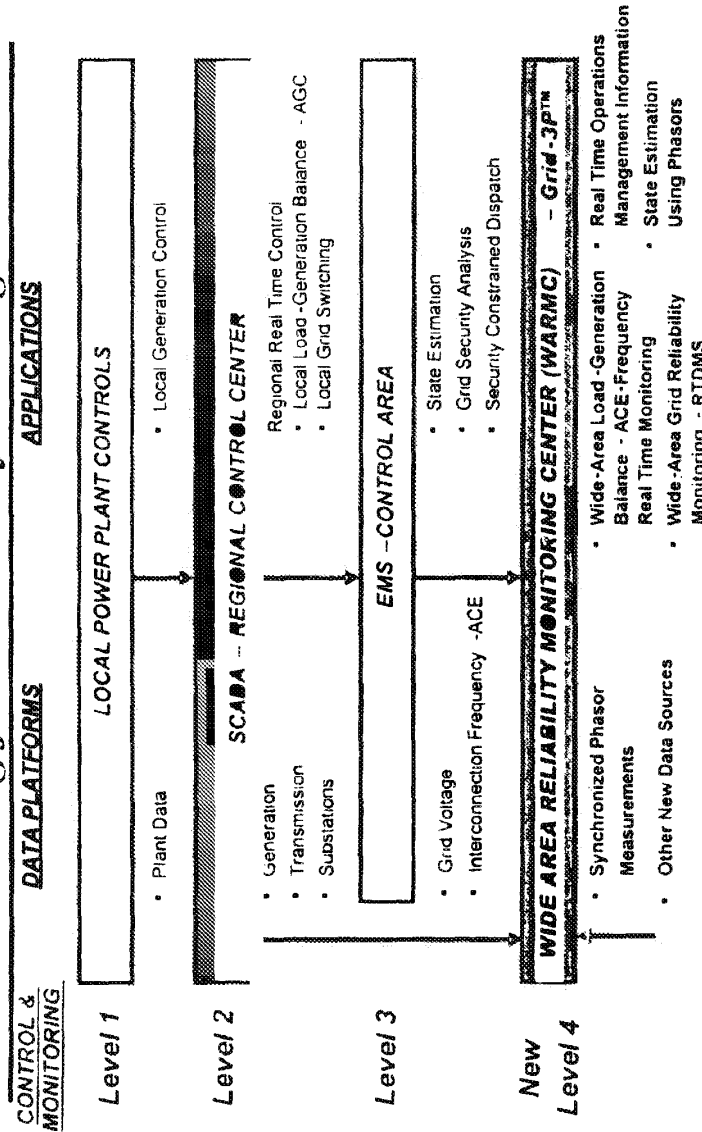 CONTROL &
MONITORING
DATA PLATFORMS
APPLICATIONS
Level 1
LOCAL POWER PLANT CONTROLS
• Plant Data
• Local Generation Control
Level 2
SCADA – REGIONAL CONTROL CENTER
• Generation
• Transmission
• Substations
Regional Real Time Control
• Local Load-Generation Balance - AGC
• Local Grid Switching
Level 3
EMS –CONTROL AREA
• Grid Voltage
• Interconnection Frequency -ACE
• State Estimation
• Grid Security Analysis
• Security Constrained Dispatch
New
Level 4
WIDE AREA RELIABILITY MONITORING CENTER (WARMC) - Grid-3P™
• Synchronized Phasor
Measurements
• Other New Data Sources
• Wide-Area Load-Generation
Balance - ACE-Frequency
Real Time Monitoring
• Wide-Area Grid Reliability
Monitoring - RTDMS
• Real Time Operations
Management Information
• State Estimation
Using Phasors